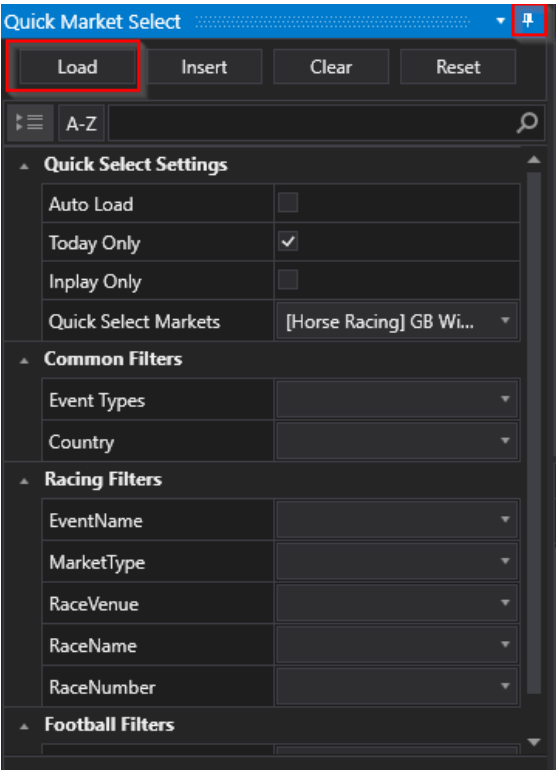 Quick Market Select
Load Insert Clear Reset
A-Z
Quick Select Settings
Auto Load
Today Only
Inplay Only
Quick Select Markets [Horse Racing] GB Wi...
Common Filters
Event Types
Country
Racing Filters
EventName
MarketType
RaceVenue
RaceName
RaceNumber
Football Filters